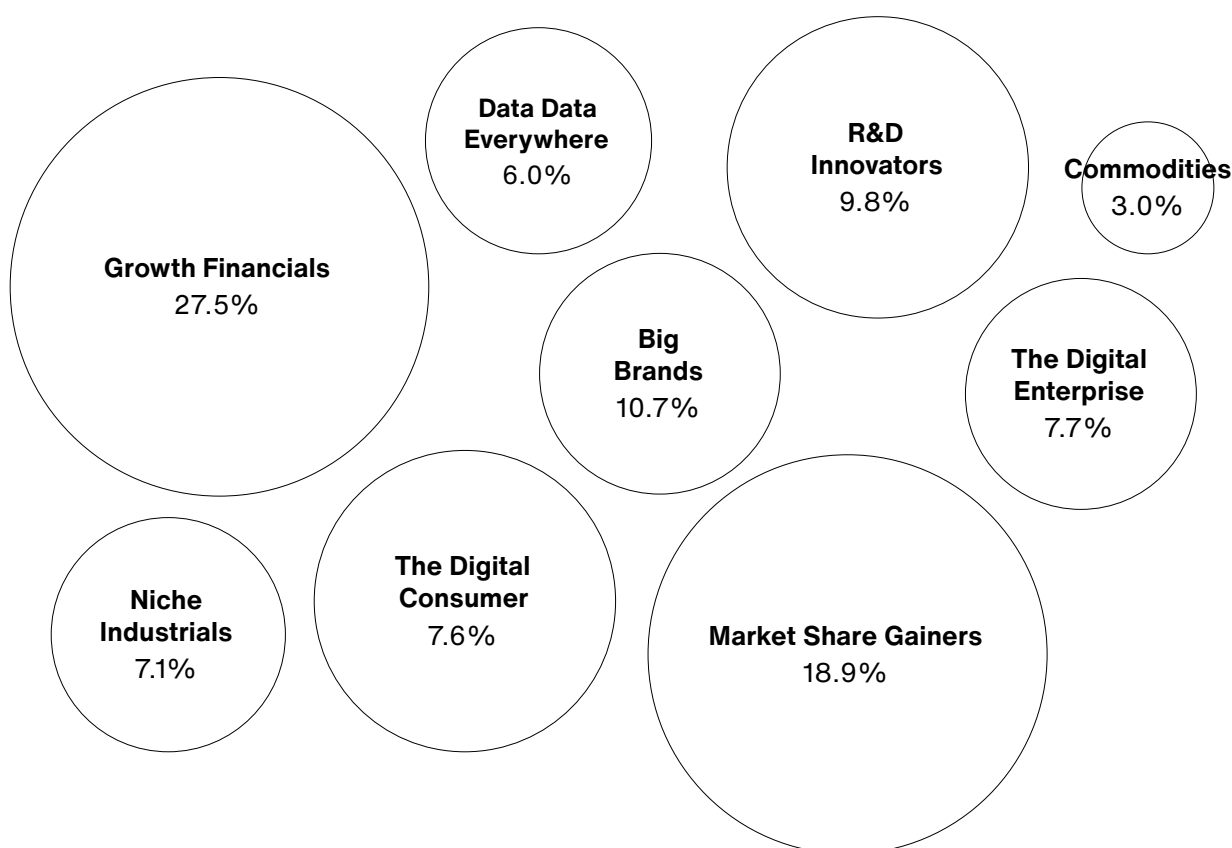 Data Data
Everywhere
6.0%
R&D
Innovators
9.8%
Commodities
3.0%
Growth Financials
27.5%
Big
Brands
10.7%
The Digital
Enterprise
7.7%
Niche
Industrials
7.1%
The Digital
Consumer
7.6%
Market Share Gainers
18.9%